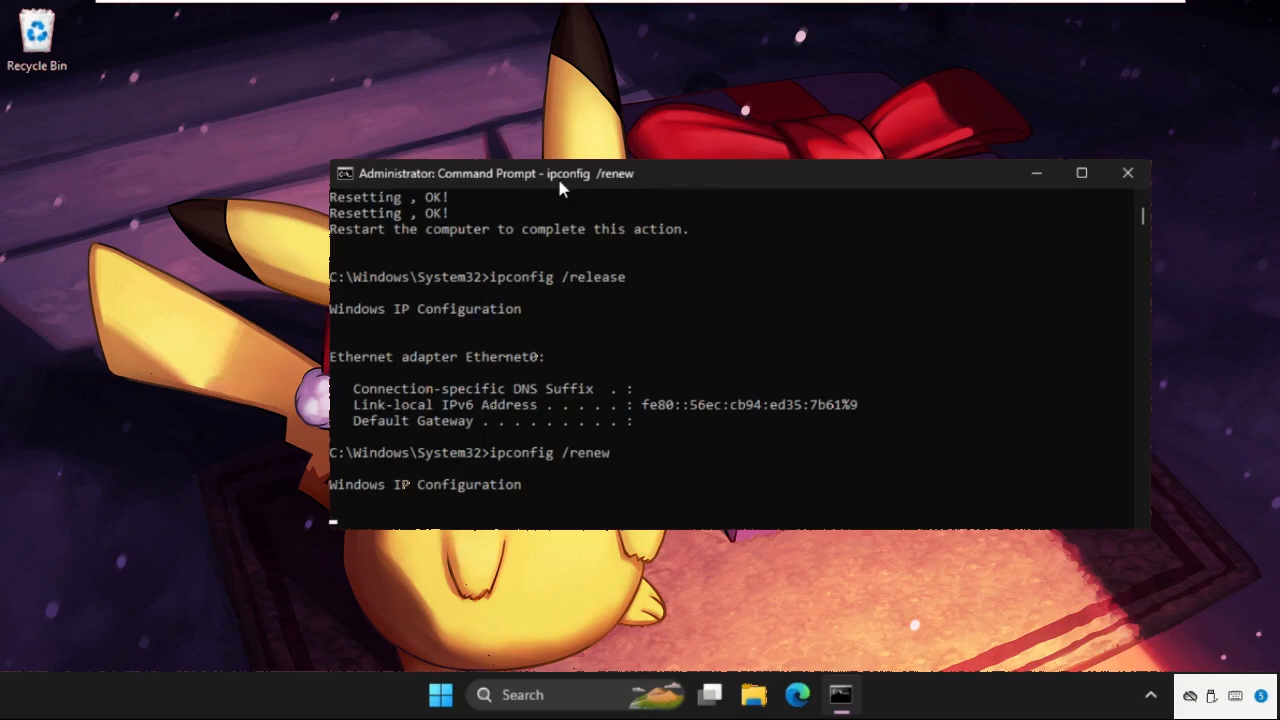 Recycle Bin
Administrator: Command Prompt - ipconfig /renew
Resetting , OK!
Resetting , OK!
Restart the computer to complete this action.
C:\Windows\System32>ipconfig /release
Windows IP Configuration
Ethernet adapter Ethernet0:
Connection-specific DNS Suffix . :
Link-local IPv6 Address . . . . . : fe80::56ec:cb94:ed35:7b61%9
Default Gateway . . . . . . . . . :
C:\Windows\System32>ipconfig /renew
Windows IP Configuration
Search
5